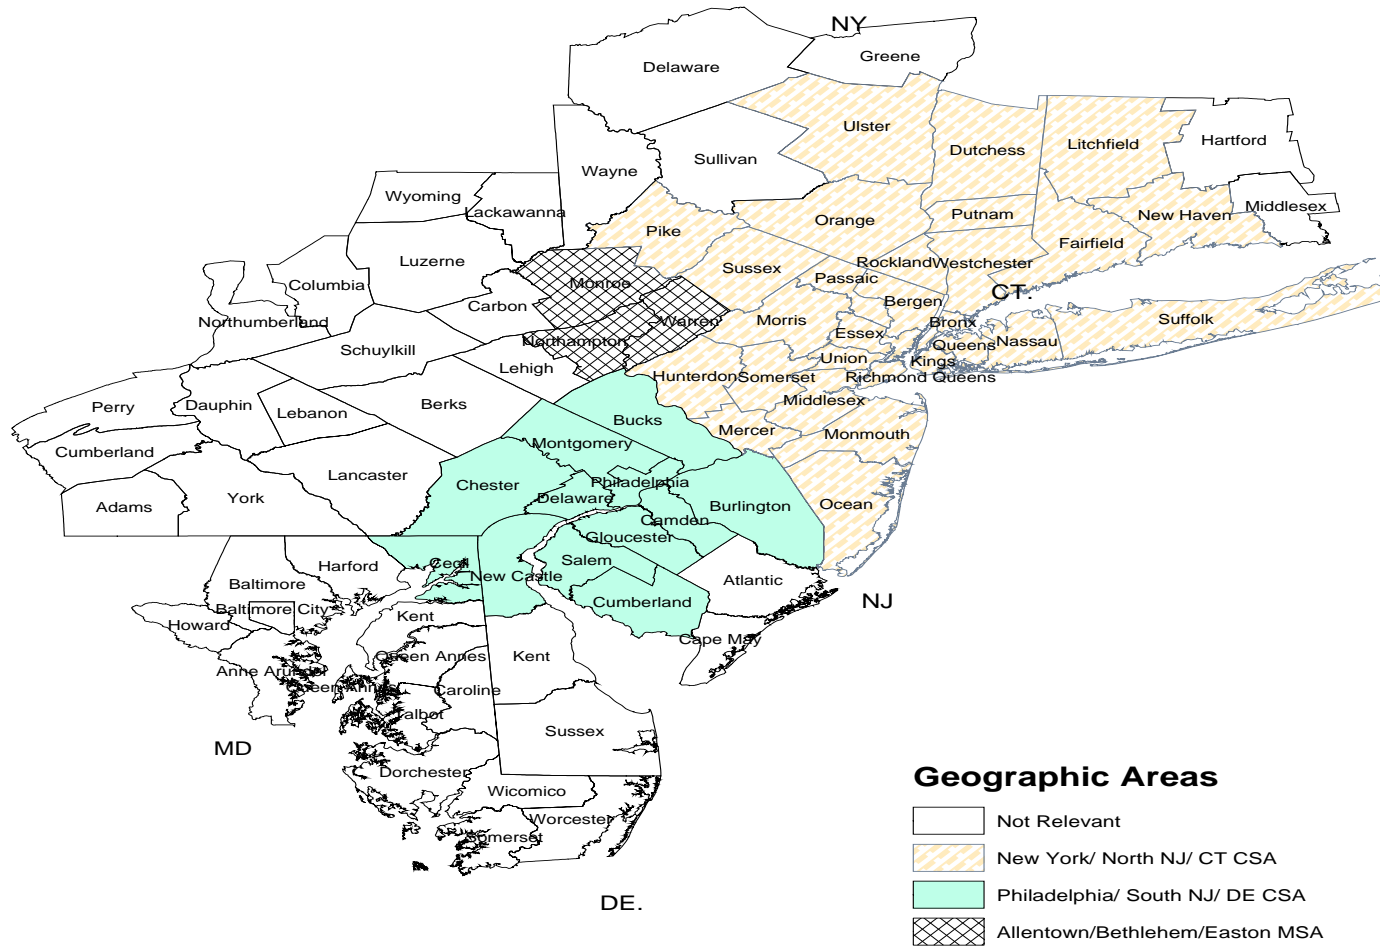 NY
Greene
Delaware
Ulster
Hartford
Litchfield
Dutchess
Sullivan
Wayne
Wyoming
Lackawanna
Middlesex
New Haven
Putnam
Orange
Pike
Fairfield
Luzerne
Rockland
Westchester
Sussex
Passaic
Monroe
Columbia
CT.
Bergen
Carbon
Suffolk
Northumberland
Morris
Warren
Bronx
Essex
Northampton
Nassau
Queens
Schuylkill
Union
Kings
Lehigh
Hunterdon
Somerset
Richmond
Queens
Middlesex
Perry
Dauphin
Lebanon
Berks
Bucks
Mercer
Monmouth
Montgomery
Cumberland
Lancaster
Philadelphia
Chester
York
Delaware
Adams
Burlington
Ocean
Camden
Gloucester
Salem
Cecil
Harford
New Castle
Atlantic
Baltimore
NJ
Cumberland
Baltimore City
Kent
Howard
Cape May
Queen Annes
Kent
Anne Arundel
Queen Annes
Caroline
Talbot
Sussex
MD
Dorchester
Wicomico
Worcester
Somerset
DE.
Geographic Areas
Not Relevant
New York/ North NJ/ CT CSA
Philadelphia/ South NJ/ DE CSA
Allentown/Bethlehem/Easton MSA